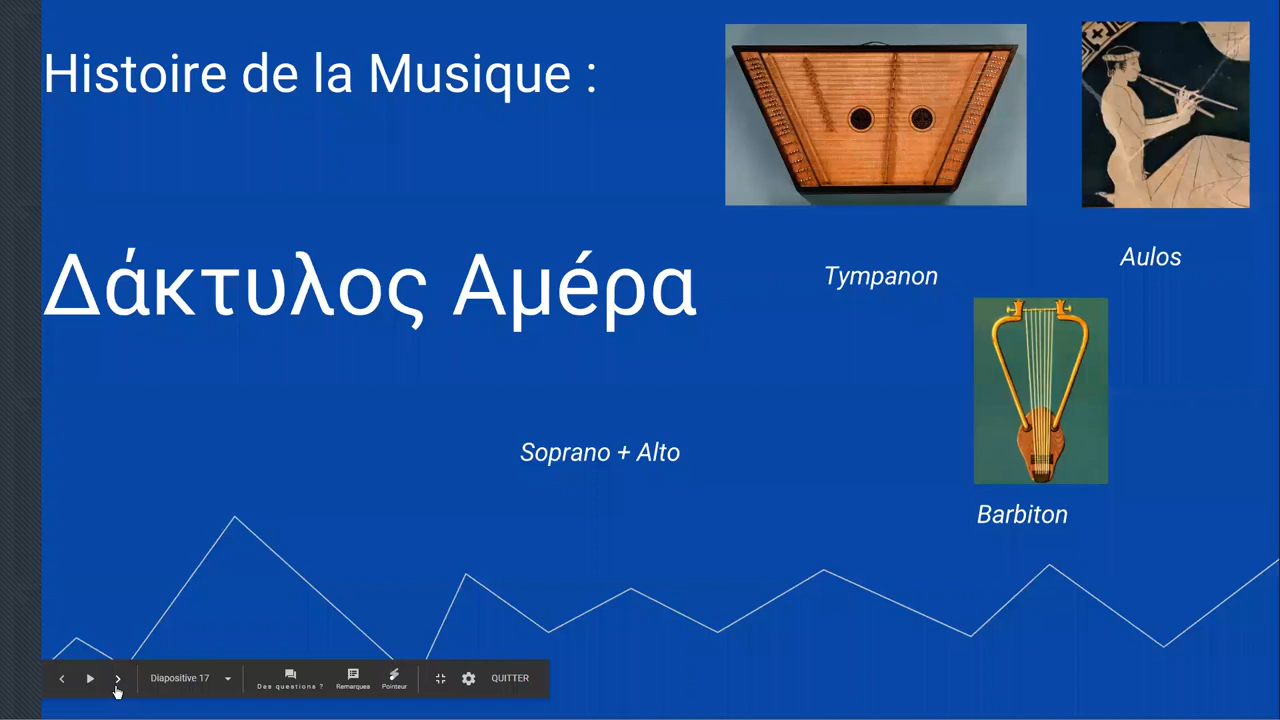 Histoire de la Musique :
Δάκτυλος Αμέρα
Tympanon
Aulos
Soprano + Alto
Barbiton
Diapositive 17
Des questions ?
Remarques
Pointeur
QUITTER